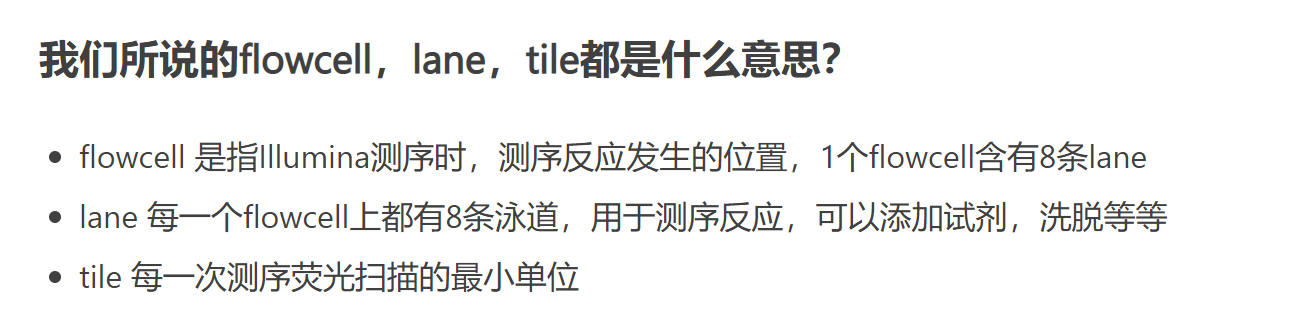 我们所说的flowcell，lane，tile都是什么意思？
flowcell 是指Illumina测序时，测序反应发生的位置，1个flowcell含有8条lane
lane 每一个flowcell上都有8条泳道，用于测序反应，可以添加试剂，洗脱等等
tile 每一次测序荧光扫描的最小单位